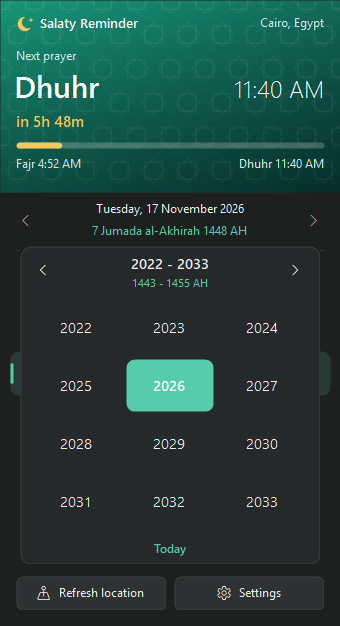 Salaty Reminder
Cairo, Egypt
Next prayer
Dhuhr
11:40 AM
in 5h 48m
Fajr 4:52 AM
Dhuhr 11:40 AM
Tuesday, 17 November 2026
7 Jumada al-Akhirah 1448 AH
2022 - 2033
1443 - 1455 AH
2022 2023 2024
2025 2026 2027
2028 2029 2030
2031 2032 2033
Today
Refresh location
Settings